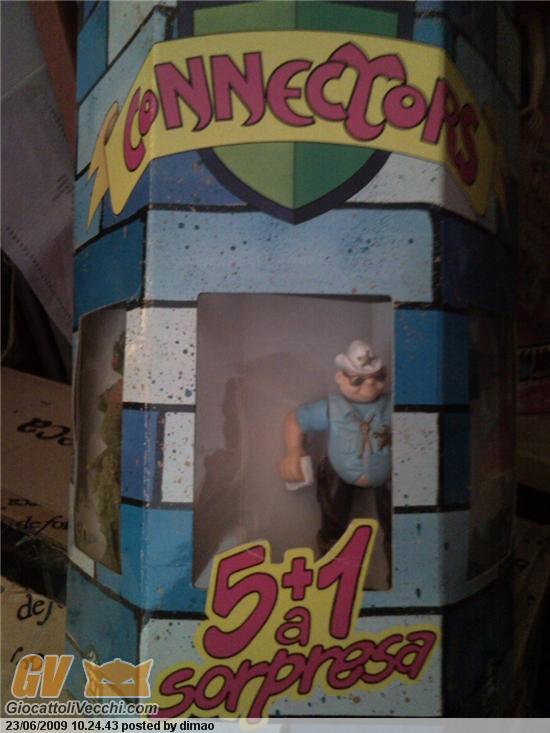 CONNECTORS
5+1
a
sorpresa
GV
GiocattoliVecchi.com
23/06/2009 10.24.43 posted by dimao